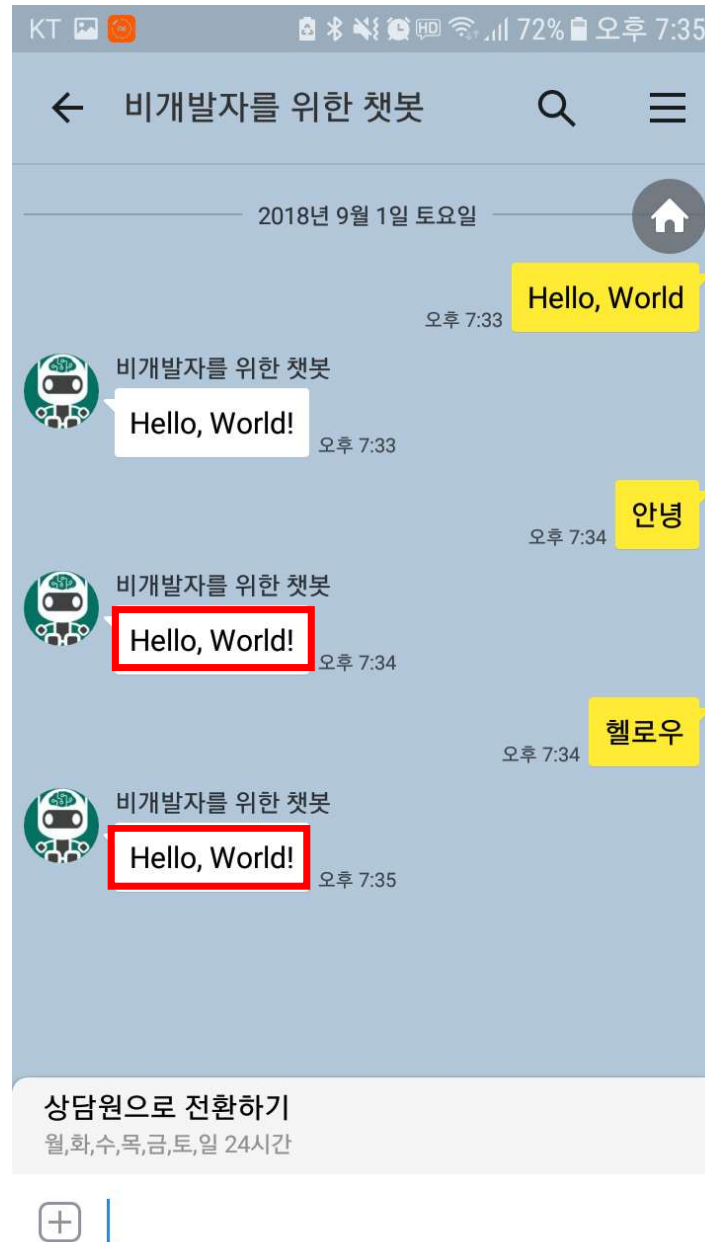 KT 72% 오후 7:35
비개발자를 위한 챗봇
2018년 9월 1일 토요일
Hello, World
오후 7:33
비개발자를 위한 챗봇
Hello, World!
오후 7:33
안녕
오후 7:34
비개발자를 위한 챗봇
Hello, World!
오후 7:34
헬로우
오후 7:34
비개발자를 위한 챗봇
Hello, World!
오후 7:35
상담원으로 전환하기
월,화,수,목,금,토,일 24시간